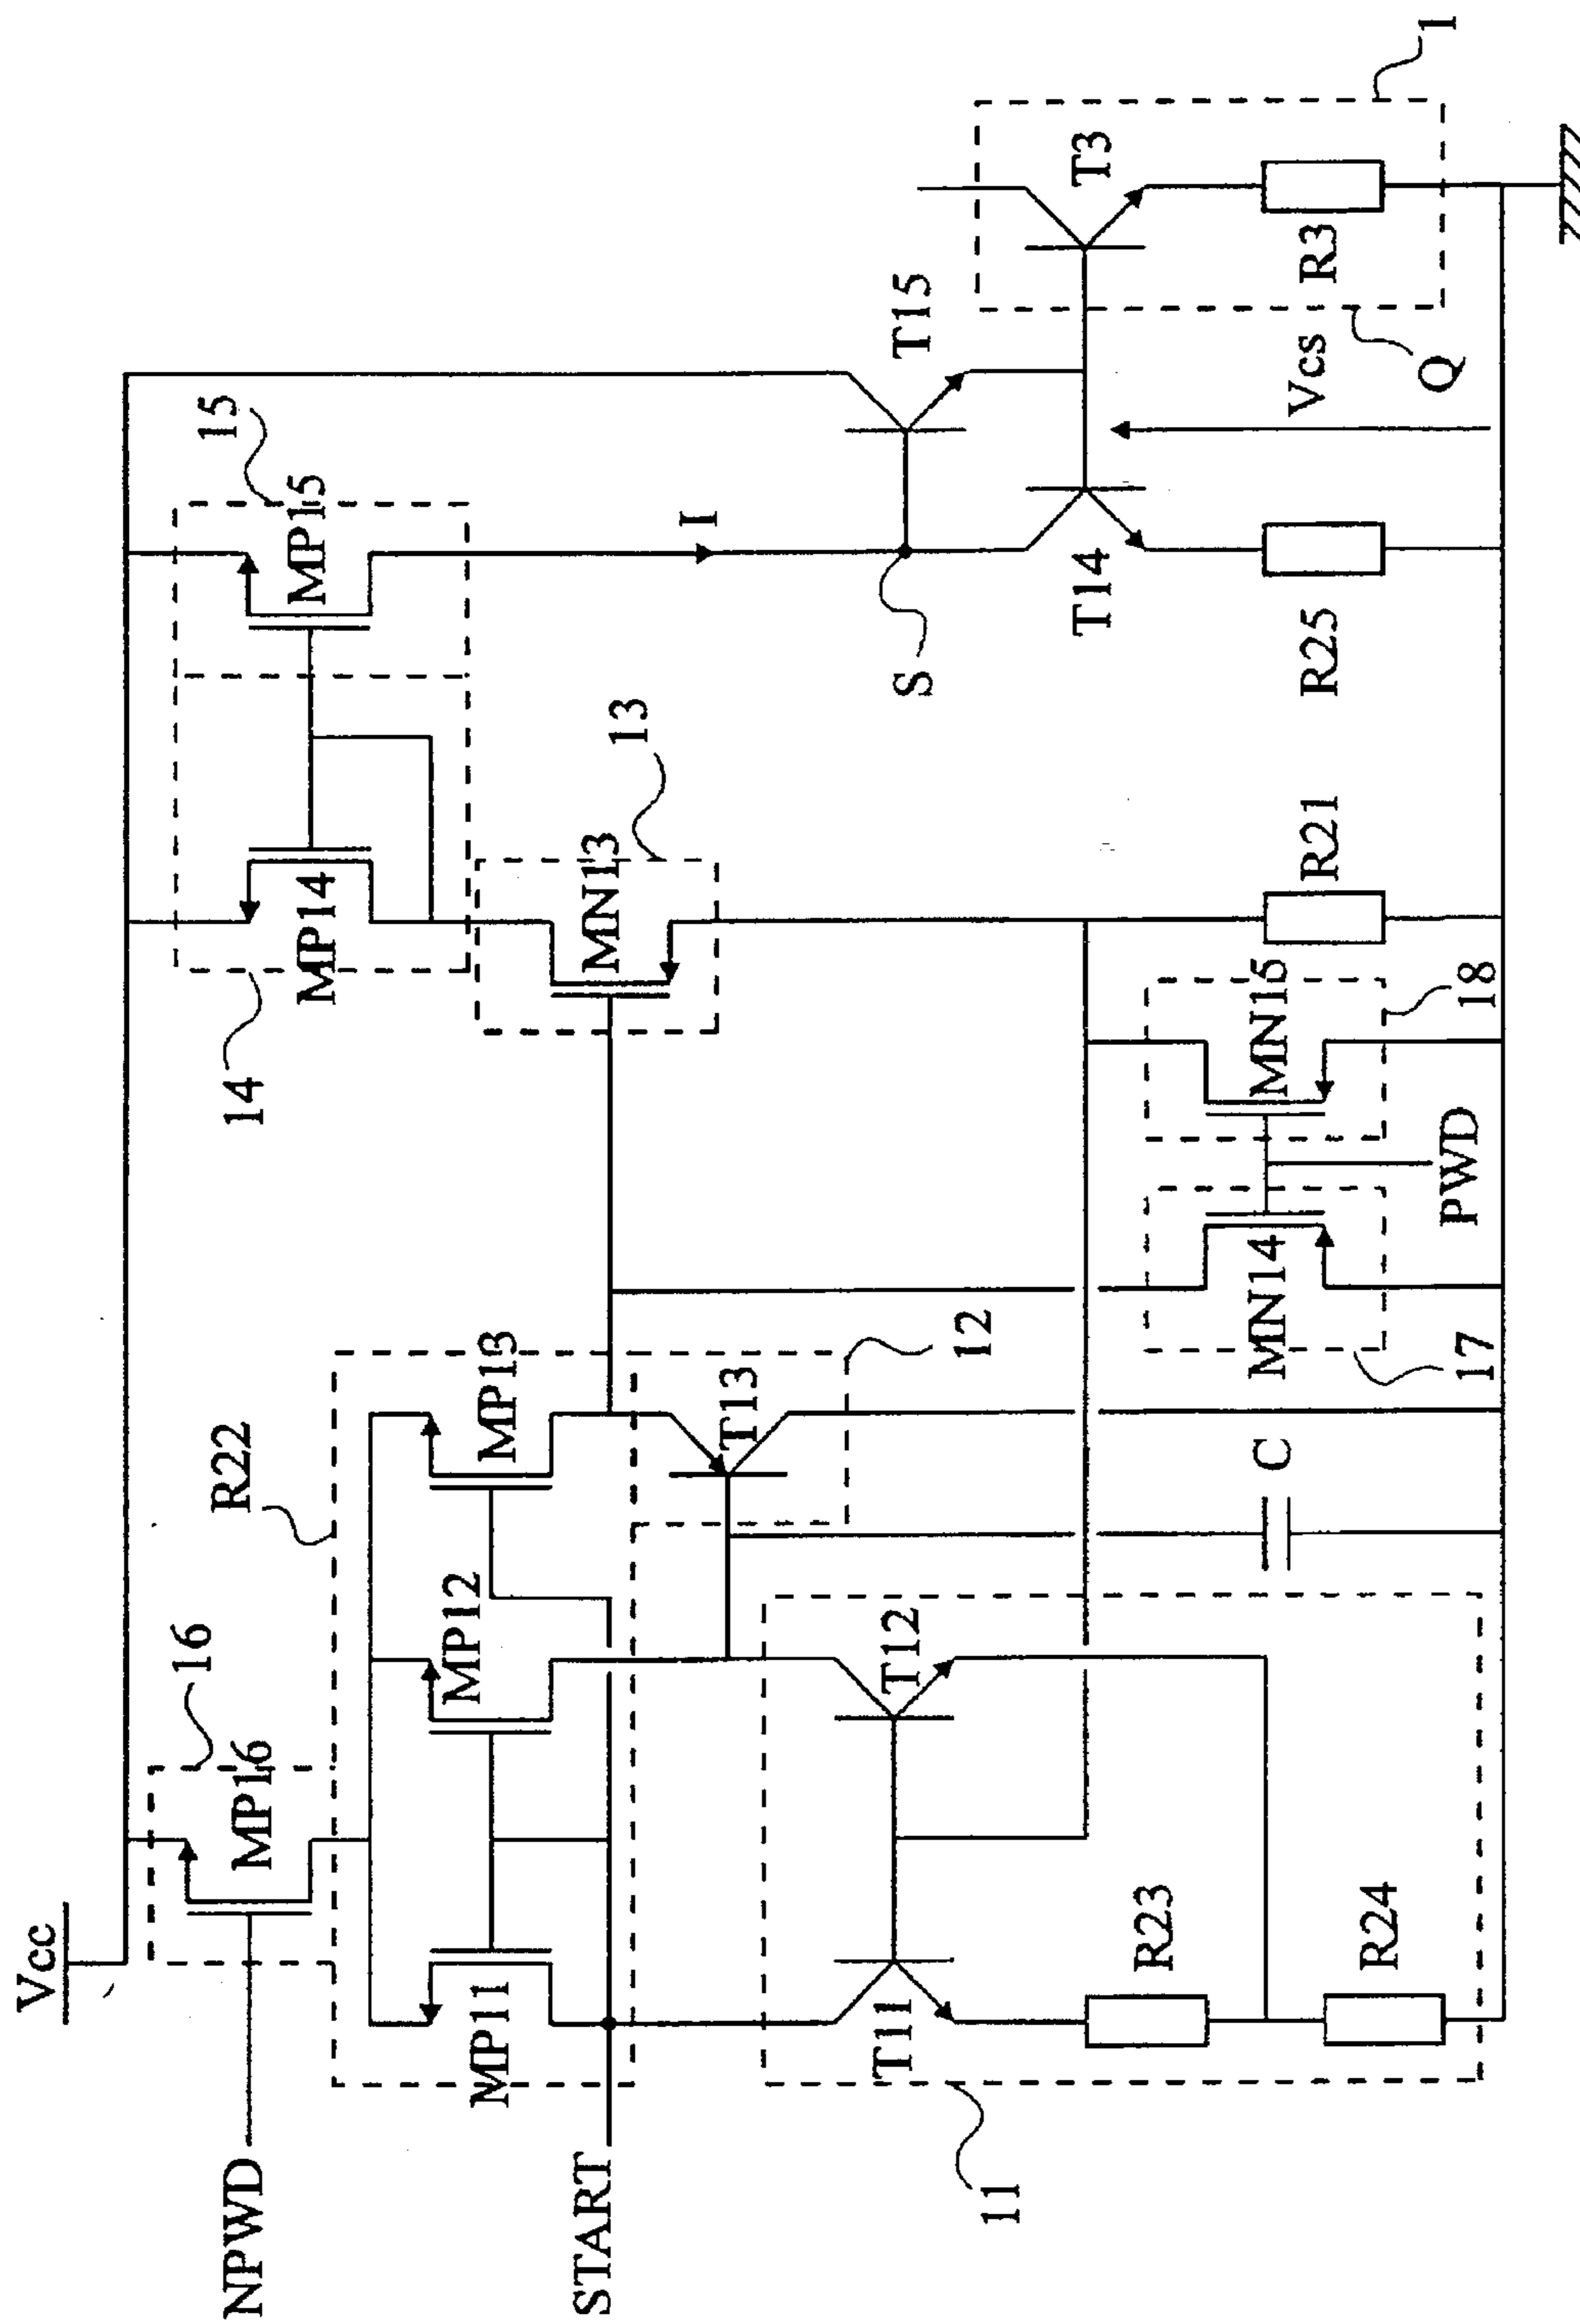 Vcc
NPWD
16
MP16
START
R22
MP11
MP12
MP13
12
T13
11
T11
T12
R23
R24
C
14
MP14
15
MP15
13
MN13
I
S
T15
T14
T3
1
R3
Q
Vcs
R25
R21
17
MN14
PWD
MN15
18